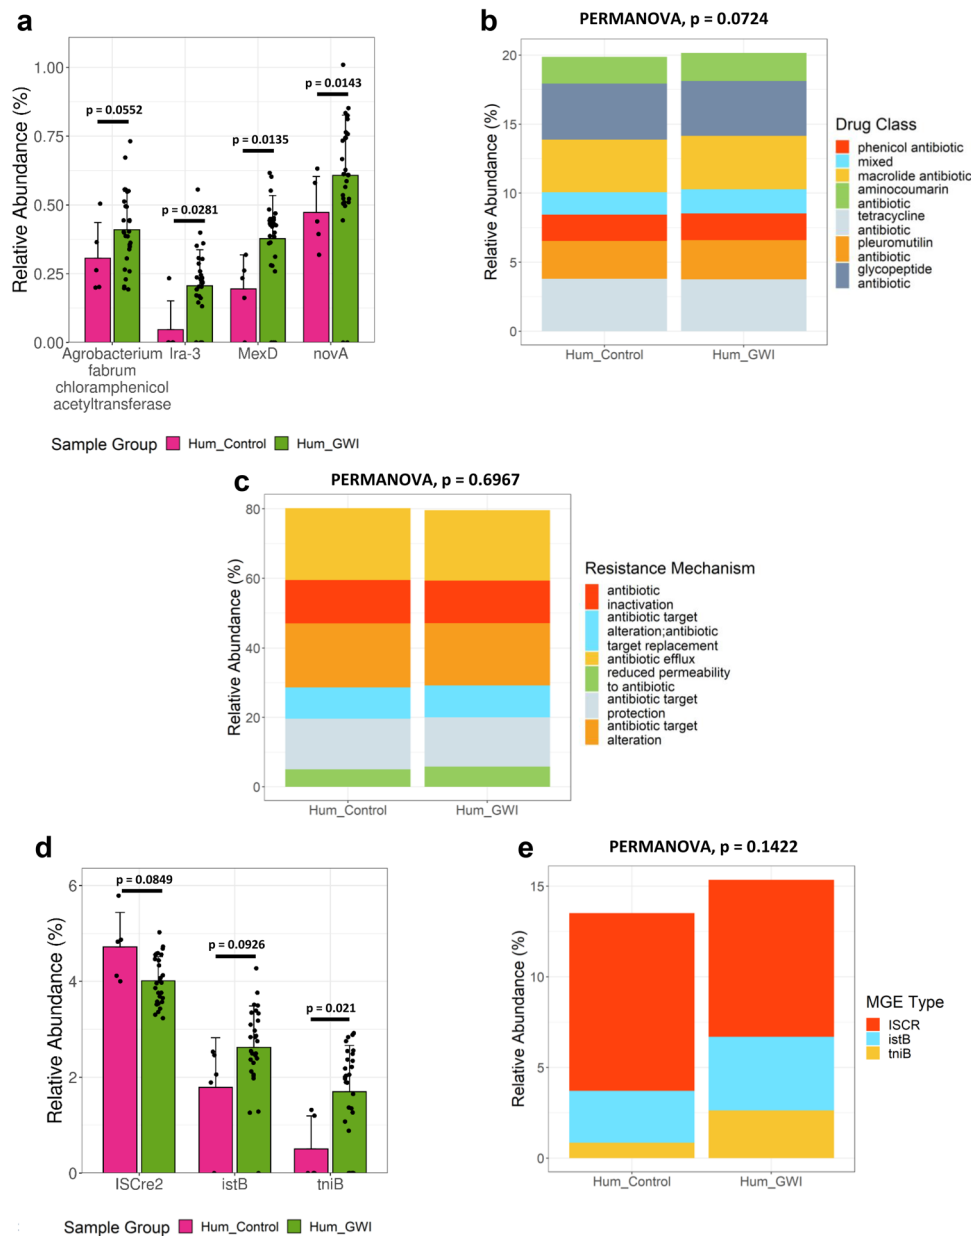 a
Relative Abundance (%)
1.00
0.75
0.50
0.25
0.00
p = 0.0552
p = 0.0281
p = 0.0135
p = 0.0143
Agrobacterium
fabrum
chloramphenicol
acetyltransferase
lra-3
MexD
novA
Sample Group
Hum_Control
Hum_GWI
b
PERMANOVA, p = 0.0724
Relative Abundance (%)
20
15
10
5
0
Hum_Control
Hum_GWI
Drug Class
phenicol antibiotic
mixed
macrolide antibiotic
aminocoumarin
antibiotic
tetracycline
antibiotic
pleuromutilin
antibiotic
glycopeptide
antibiotic
c
PERMANOVA, p = 0.6967
Relative Abundance (%)
80
60
40
20
0
Hum_Control
Hum_GWI
Resistance Mechanism
antibiotic
inactivation
antibiotic target
alteration;antibiotic
target replacement
antibiotic efflux
reduced permeability
to antibiotic
antibiotic target
protection
antibiotic target
alteration
d
Relative Abundance (%)
6
4
2
0
p = 0.0849
p = 0.0926
p = 0.021
ISCre2
istB
tniB
Sample Group
Hum_Control
Hum_GWI
e
PERMANOVA, p = 0.1422
Relative Abundance (%)
15
10
5
0
Hum_Control
Hum_GWI
MGE Type
ISCR
istB
tniB